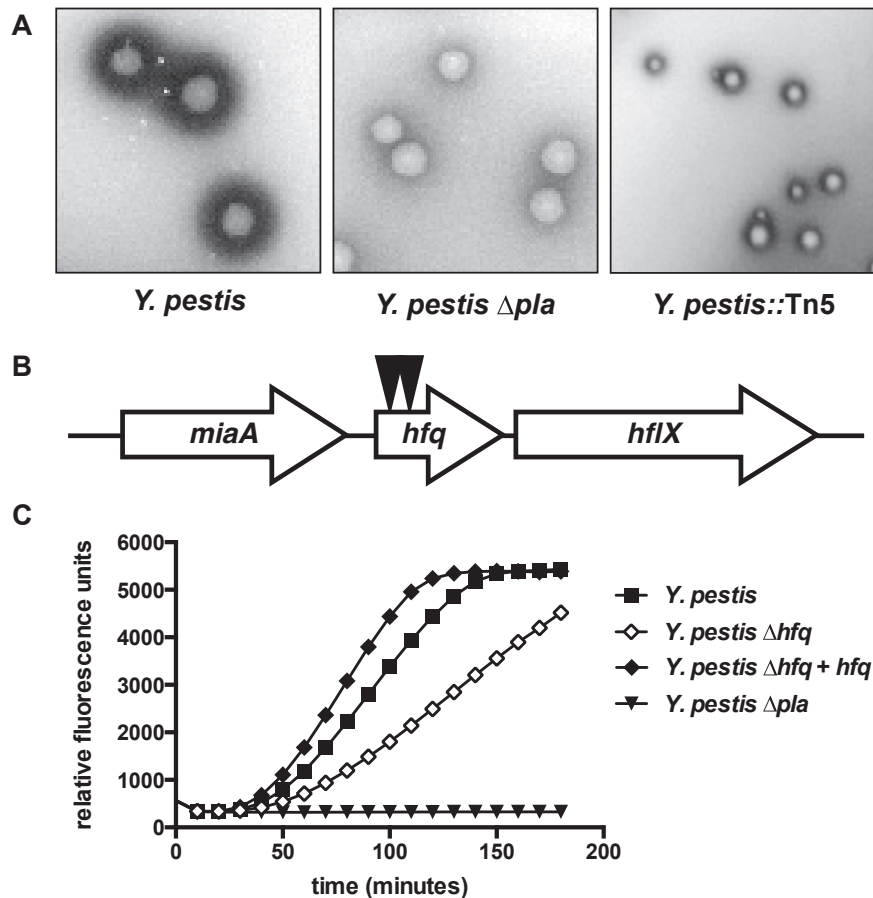 A
Y. pestis
Y. pestis Δpla
Y. pestis::Tn5
B
miaA
hfq
hflX
C
relative fluorescence units
6000
5000
4000
3000
2000
1000
0
0
50
100
150
200
time (minutes)
Y. pestis
Y. pestis Δhfq
Y. pestis Δhfq + hfq
Y. pestis Δpla